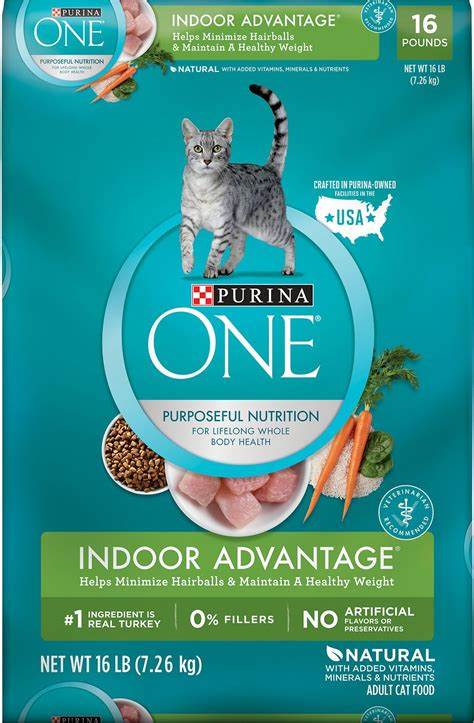 PURINA
ONE®
PURPOSEFUL NUTRITION
FOR LIFELONG WHOLE
BODY HEALTH
INDOOR ADVANTAGE®
Helps Minimize Hairballs
& Maintain A Healthy Weight
NATURAL WITH ADDED VITAMINS, MINERALS & NUTRIENTS
VETERINARIAN
RECOMMENDED
16
POUNDS
NET WT 16 LB
(7.26 kg)
CRAFTED IN PURINA-OWNED
FACILITIES IN THE
USA
PURINA
ONE®
PURPOSEFUL NUTRITION
FOR LIFELONG WHOLE
BODY HEALTH
VETERINARIAN
RECOMMENDED
INDOOR ADVANTAGE®
Helps Minimize Hairballs & Maintain A Healthy Weight
#1 INGREDIENT IS
REAL TURKEY
0% FILLERS
NO ARTIFICIAL
FLAVORS OR
PRESERVATIVES
NET WT 16 LB (7.26 kg)
NATURAL
WITH ADDED VITAMINS,
MINERALS & NUTRIENTS
ADULT CAT FOOD